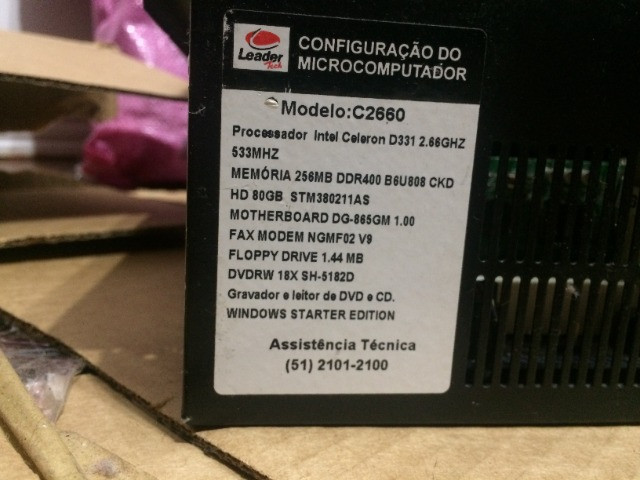 Leader
Tech
CONFIGURAÇÃO DO
MICROCOMPUTADOR
Modelo:C2660
Processador Intel Celeron D331 2.66GHZ
533MHZ
MEMÓRIA 256MB DDR400 B6U808 CKD
HD 80GB STM380211AS
MOTHERBOARD DG-865GM 1.00
FAX MODEM NGMF02 V9
FLOPPY DRIVE 1.44 MB
DVDRW 18X SH-5182D
Gravador e leitor de DVD e CD.
WINDOWS STARTER EDITION
Assistência Técnica
(51) 2101-2100